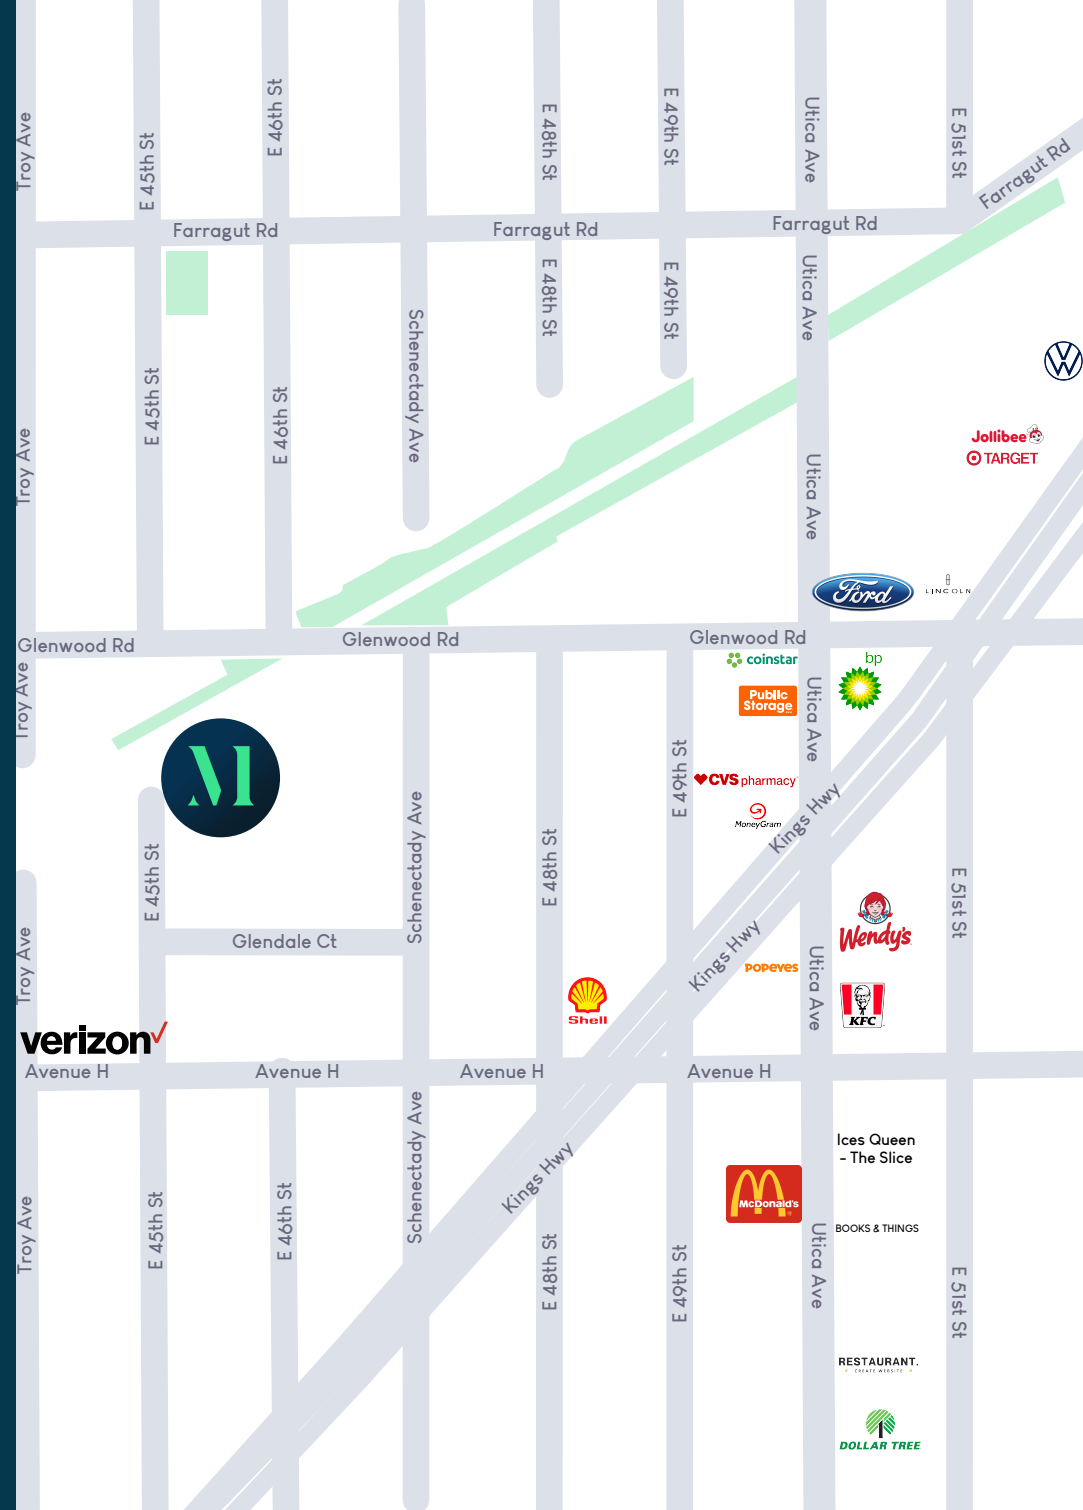 Troy Ave
E 45th St
E 46th St
E 48th St
E 49th St
Utica Ave
E 51st St
Farragut Rd
Farragut Rd
Farragut Rd
Farragut Rd
E 48th St
E 49th St
Utica Ave
Schenectady Ave
Troy Ave
E 45th St
E 46th St
Utica Ave
Jollibee
TARGET
Ford
LINCOLN
Glenwood Rd
Glenwood Rd
Glenwood Rd
Troy Ave
coinstar
bp
Public
Storage
Utica Ave
M
E 49th St
CVS pharmacy
MoneyGram
Kings Hwy
E 45th St
Schenectady Ave
E 48th St
E 51st St
Wendy's
Glendale Ct
Troy Ave
Kings Hwy
POPEYES
Utica Ave
KFC
Shell
verizon
Avenue H
Avenue H
Avenue H
Avenue H
Schenectady Ave
Kings Hwy
Ices Queen
- The Slice
McDonald's
BOOKS & THINGS
Troy Ave
E 45th St
E 46th St
E 48th St
E 49th St
Utica Ave
E 51st St
RESTAURANT.
CREATE WEBSITE
DOLLAR TREE